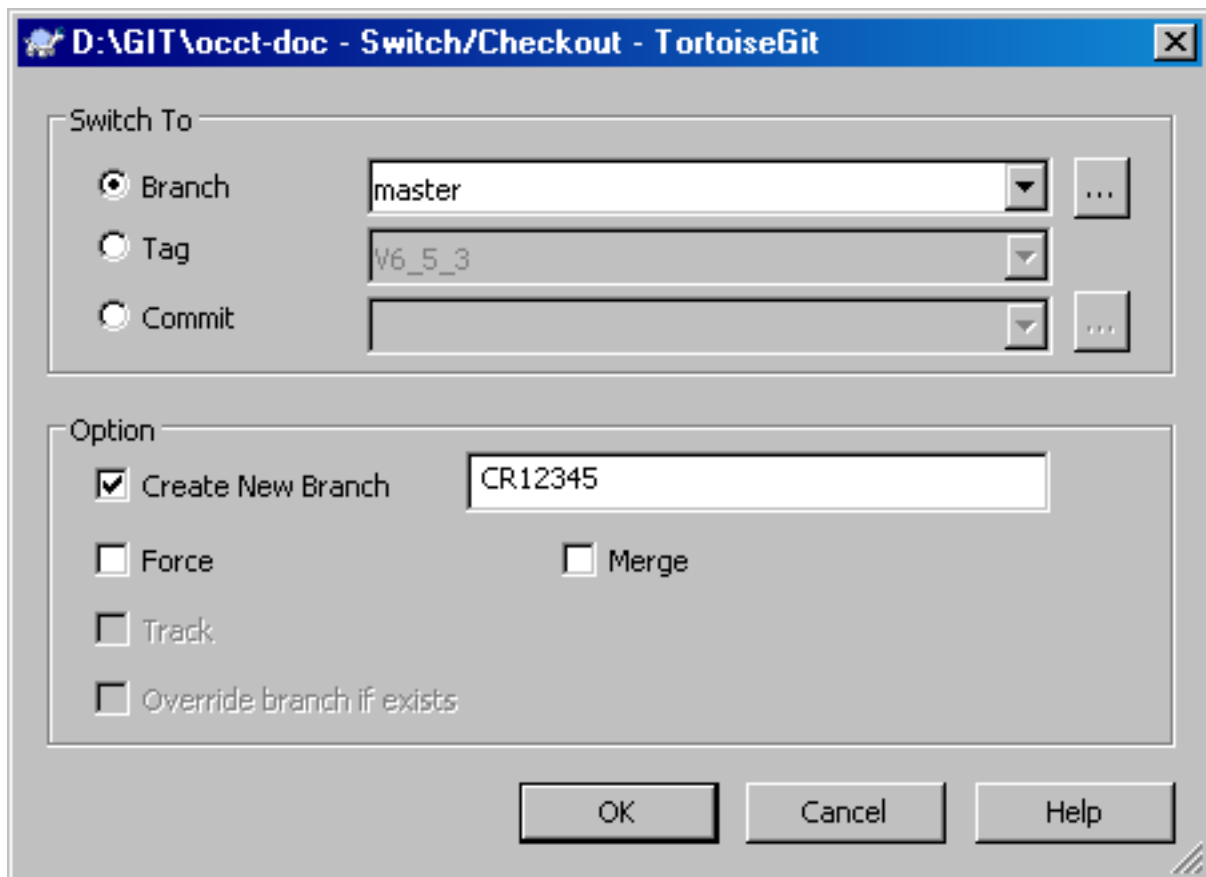 D:\GIT\occt-doc - Switch/Checkout - TortoiseGit
Switch To
Branch
master
...
Tag
V6_5_3
Commit
...
Option
Create New Branch
CR12345
Force
Merge
Track
Override branch if exists
OK
Cancel
Help